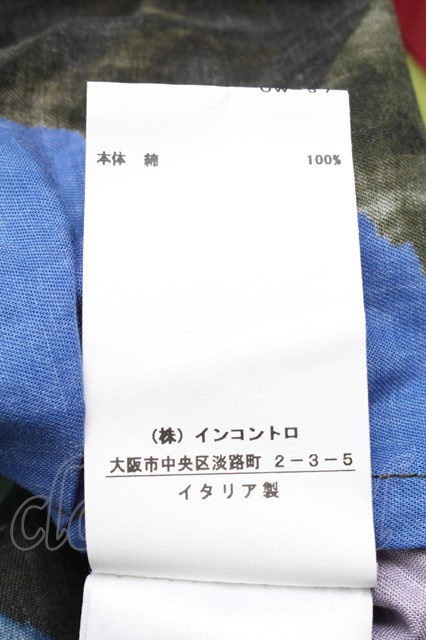 本体 綿 100%
(株) インコントロ
大阪市中央区淡路町 2-3-5
イタリア製